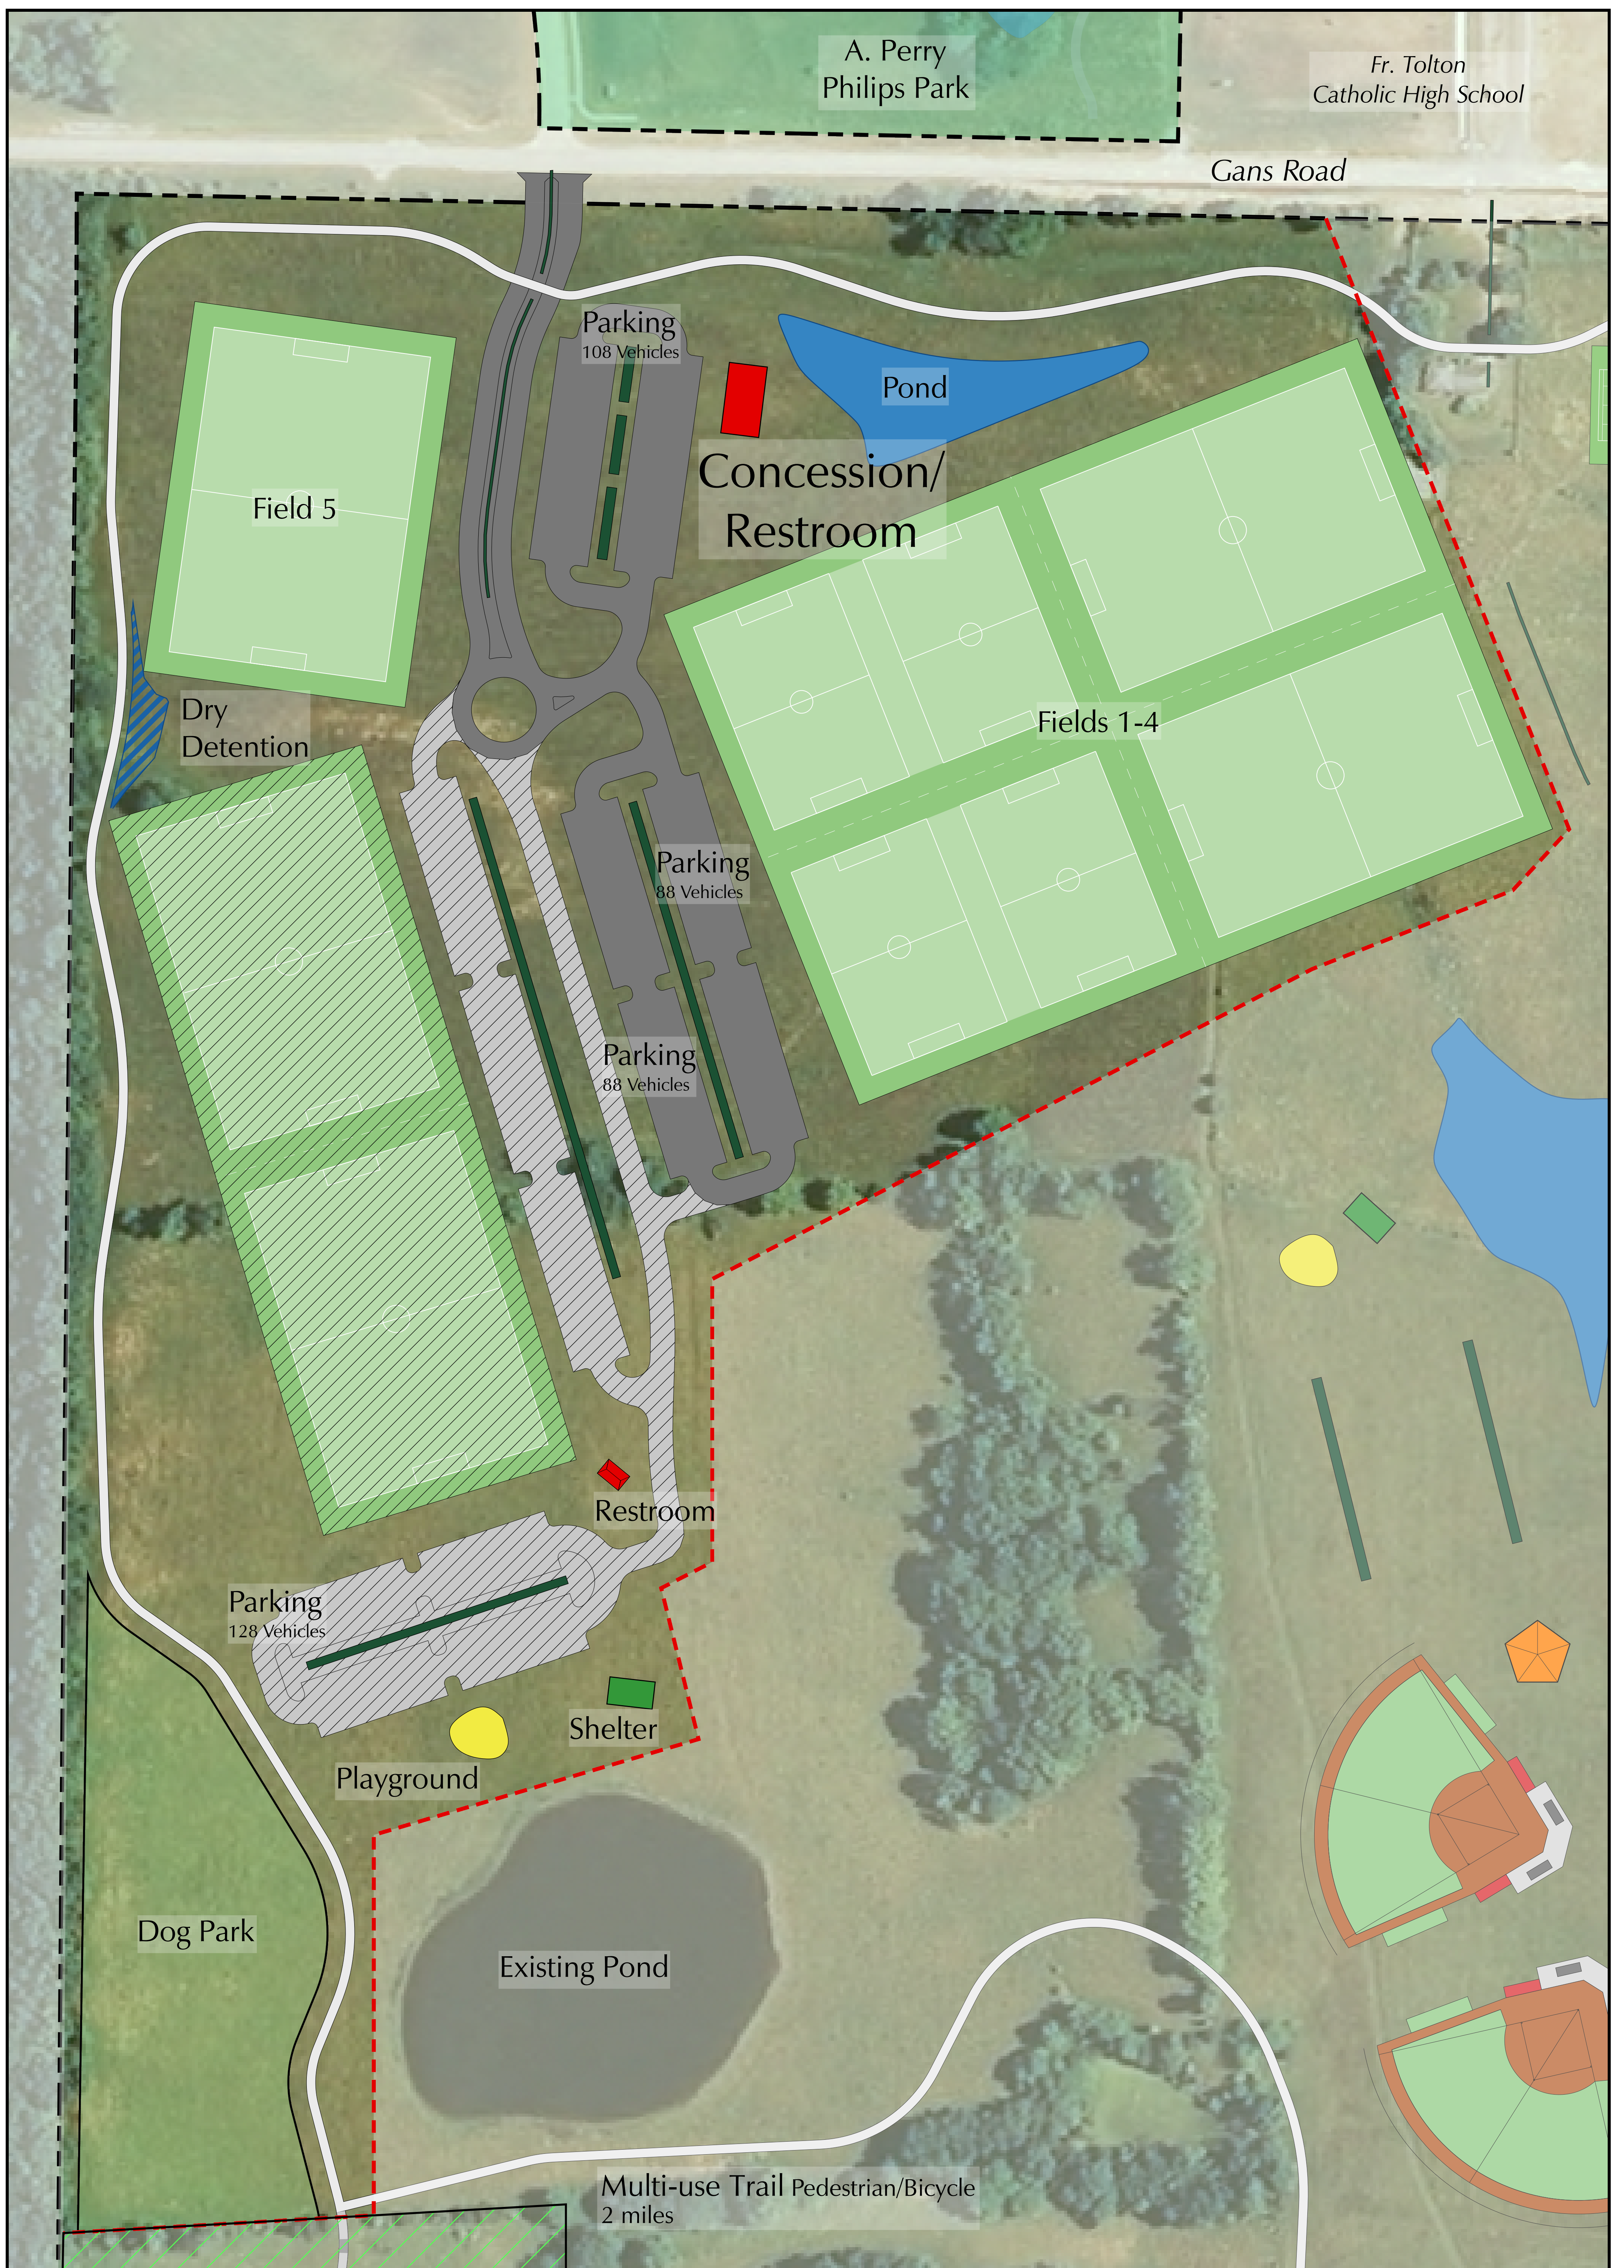 A. Perry
Philips Park
Fr. Tolton
Catholic High School
Gans Road
Parking
108 Vehicles
Pond
Concession/
Restroom
Field 5
Dry
Detention
Fields 1-4
Parking
88 Vehicles
Parking
88 Vehicles
Restroom
Parking
128 Vehicles
Shelter
Playground
Dog Park
Existing Pond
Multi-use Trail Pedestrian/Bicycle
2 miles